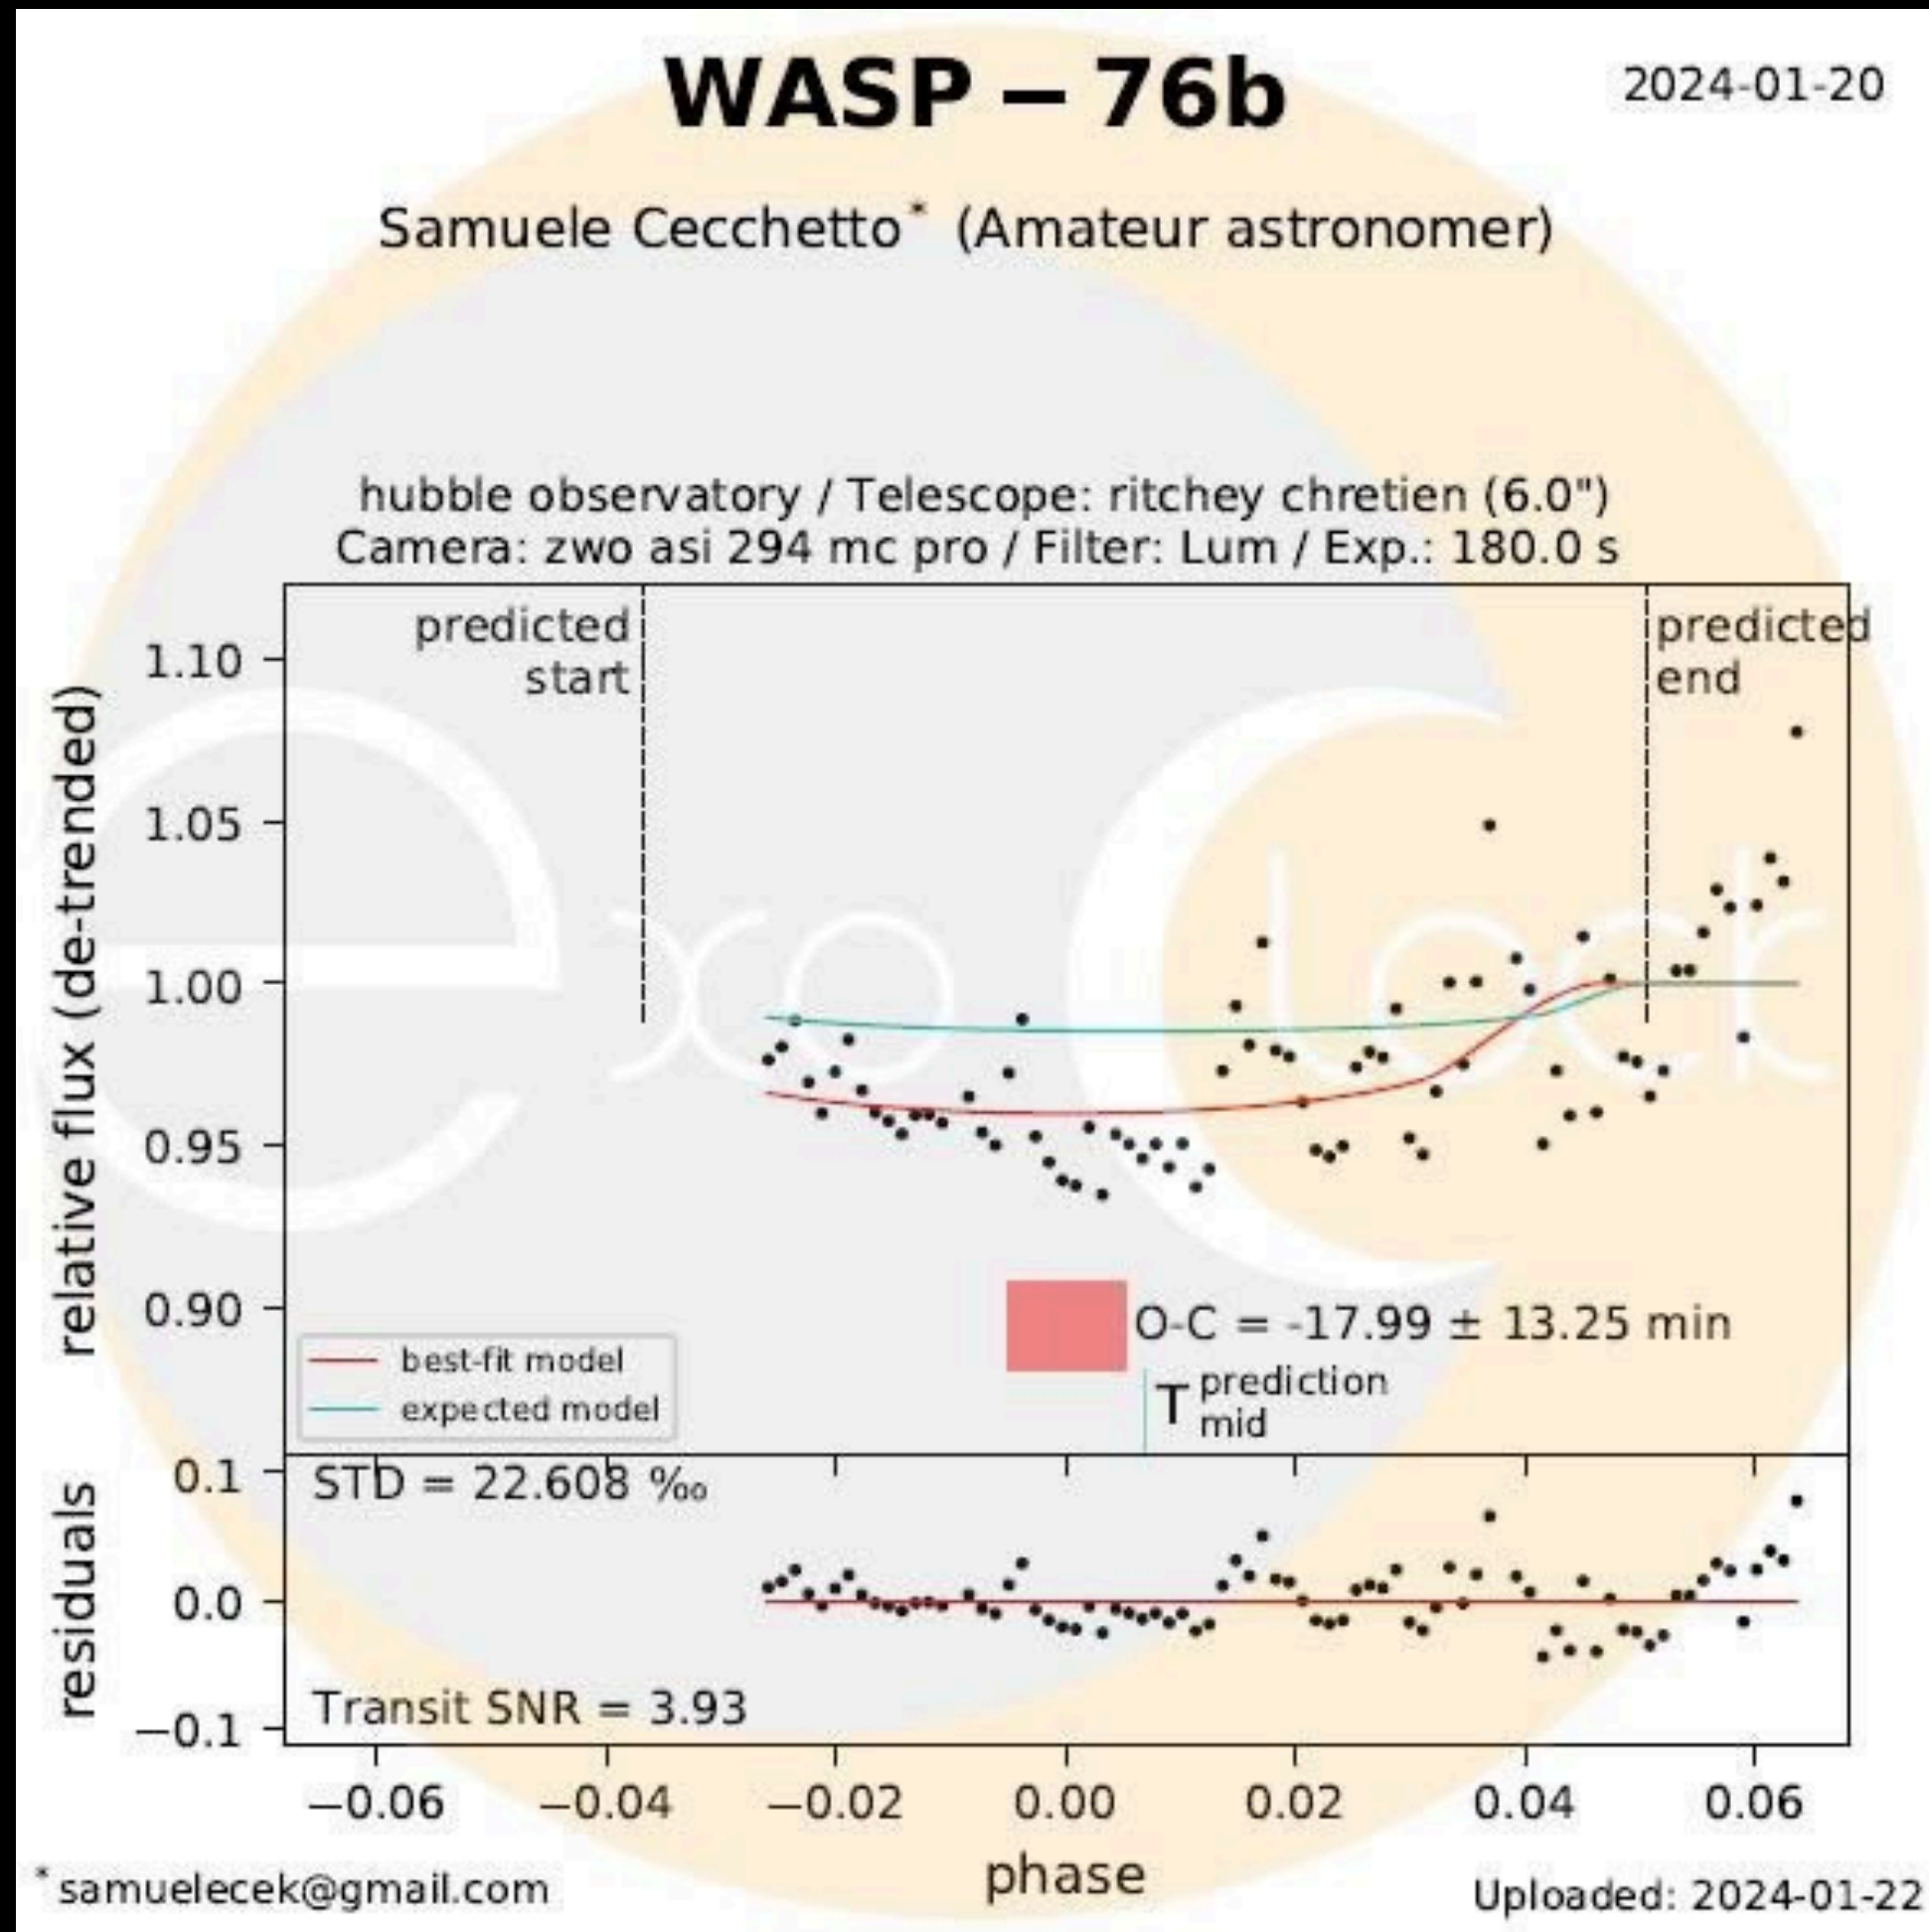 WASP − 76b
2024-01-20
Samuele Cecchetto* (Amateur astronomer)
hubble observatory / Telescope: ritchey chretien (6.0")
Camera: zwo asi 294 mc pro / Filter: Lum / Exp.: 180.0 s
predicted
start
predicted
end
relative flux (de-trended)
1.10
1.05
1.00
0.95
0.90
exo clock
O-C = -17.99 ± 13.25 min
T prediction
mid
best-fit model
expected model
residuals
0.1
0.0
−0.1
STD = 22.608 ‰
Transit SNR = 3.93
−0.06 −0.04 −0.02 0.00 0.02 0.04 0.06
phase
*samuelecek@gmail.com
Uploaded: 2024-01-22